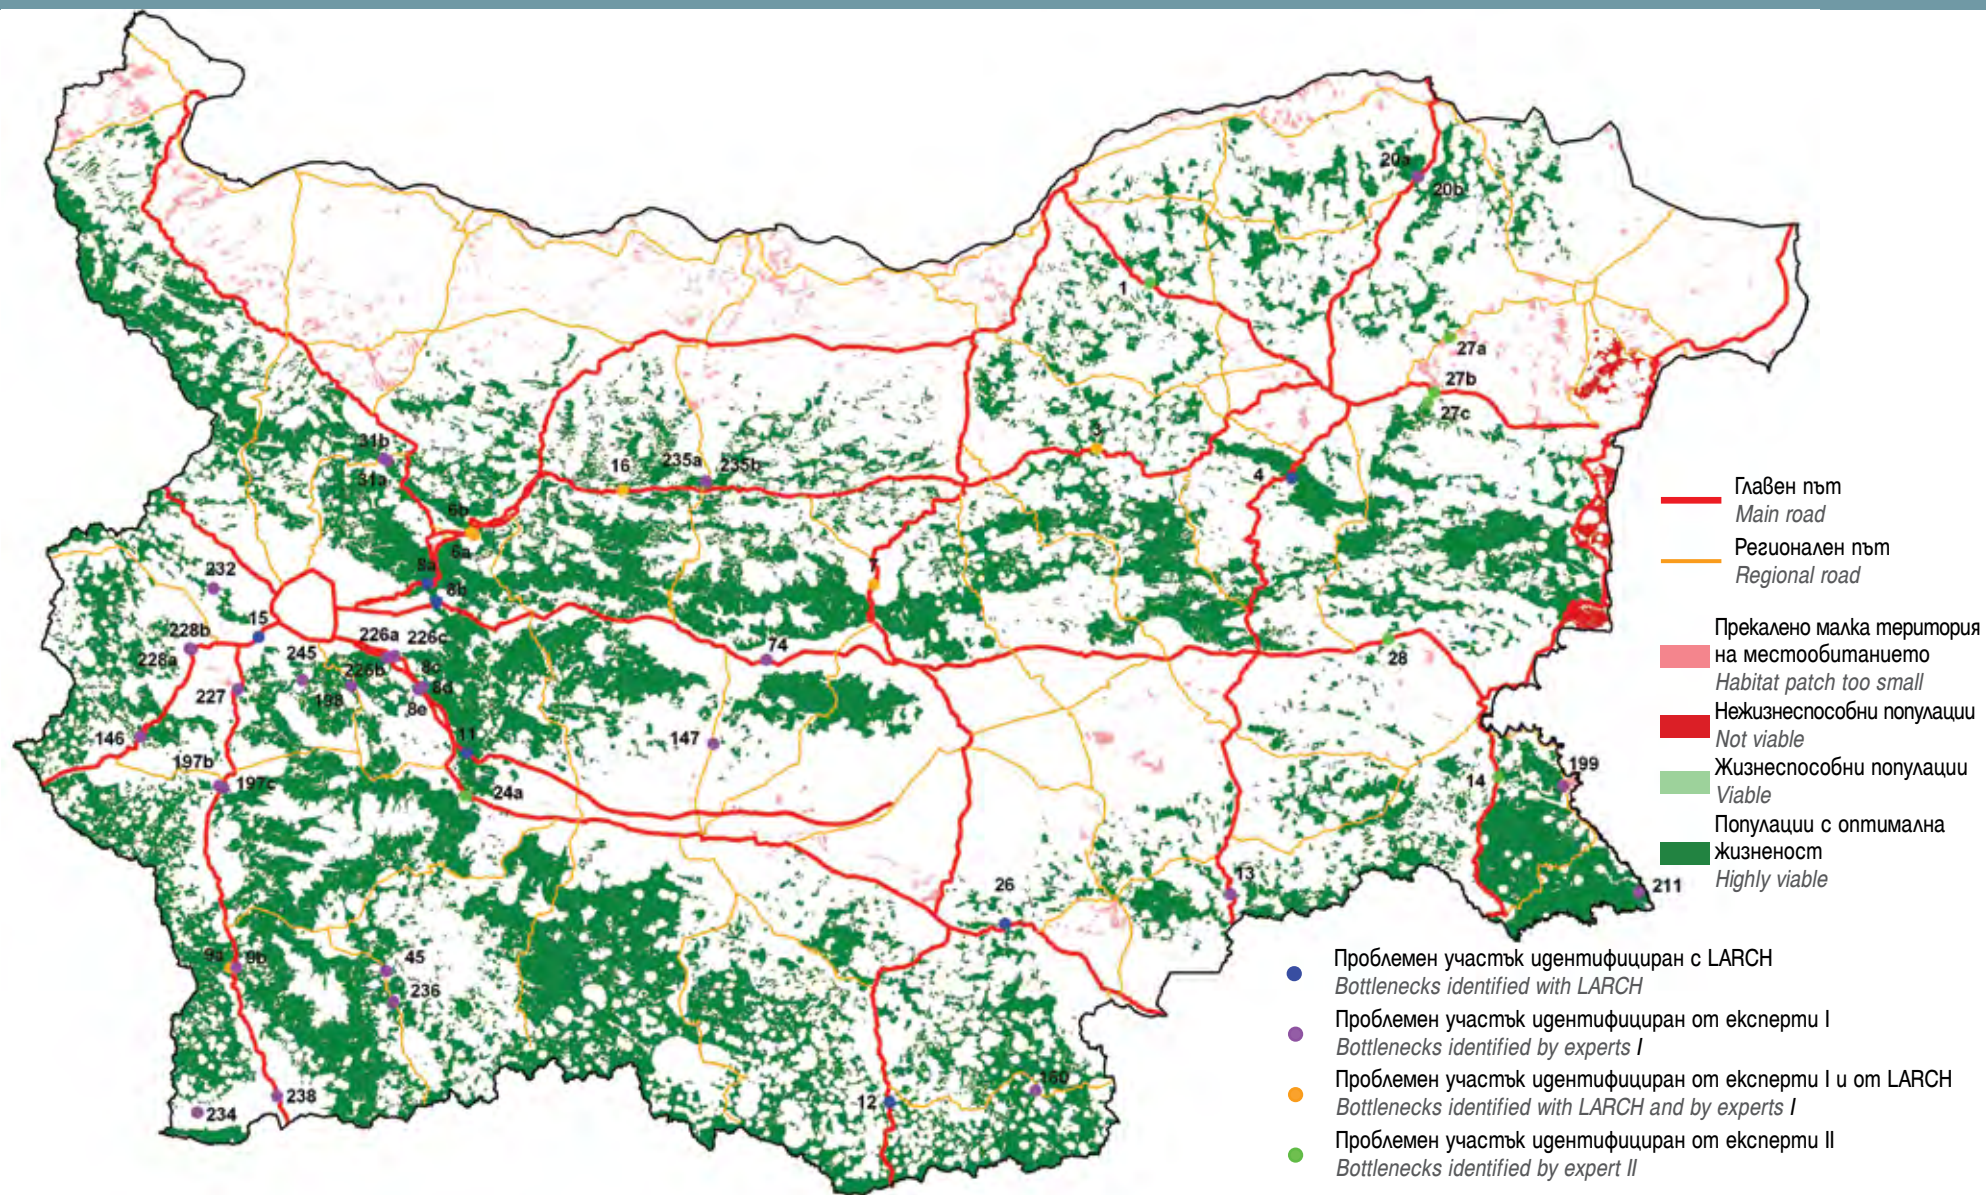 20a
20b
1
27a
27b
27c
3
4
31b
31a
16
235a
235b
6b
6a
8a
8b
7
232
15
228b
228a
226a
226c
226b
245
198
8c
8d
8e
227
74
28
146
11
147
197b
197c
24a
14
199
13
26
211
9a
9b
45
236
12
160
238
234
Главен път
Main road
Регионален път
Regional road
Прекалено малка територия
на местообитанието
Habitat patch too small
Нежизнеспособни популации
Not viable
Жизнеспособни популации
Viable
Популации с оптимална
жизненост
Highly viable
Проблемен участък идентифициран с LARCH
Bottlenecks identified with LARCH
Проблемен участък идентифициран от експерти I
Bottlenecks identified by experts I
Проблемен участък идентифициран от експерти I и от LARCH
Bottlenecks identified with LARCH and by experts I
Проблемен участък идентифициран от експерти II
Bottlenecks identified by expert II